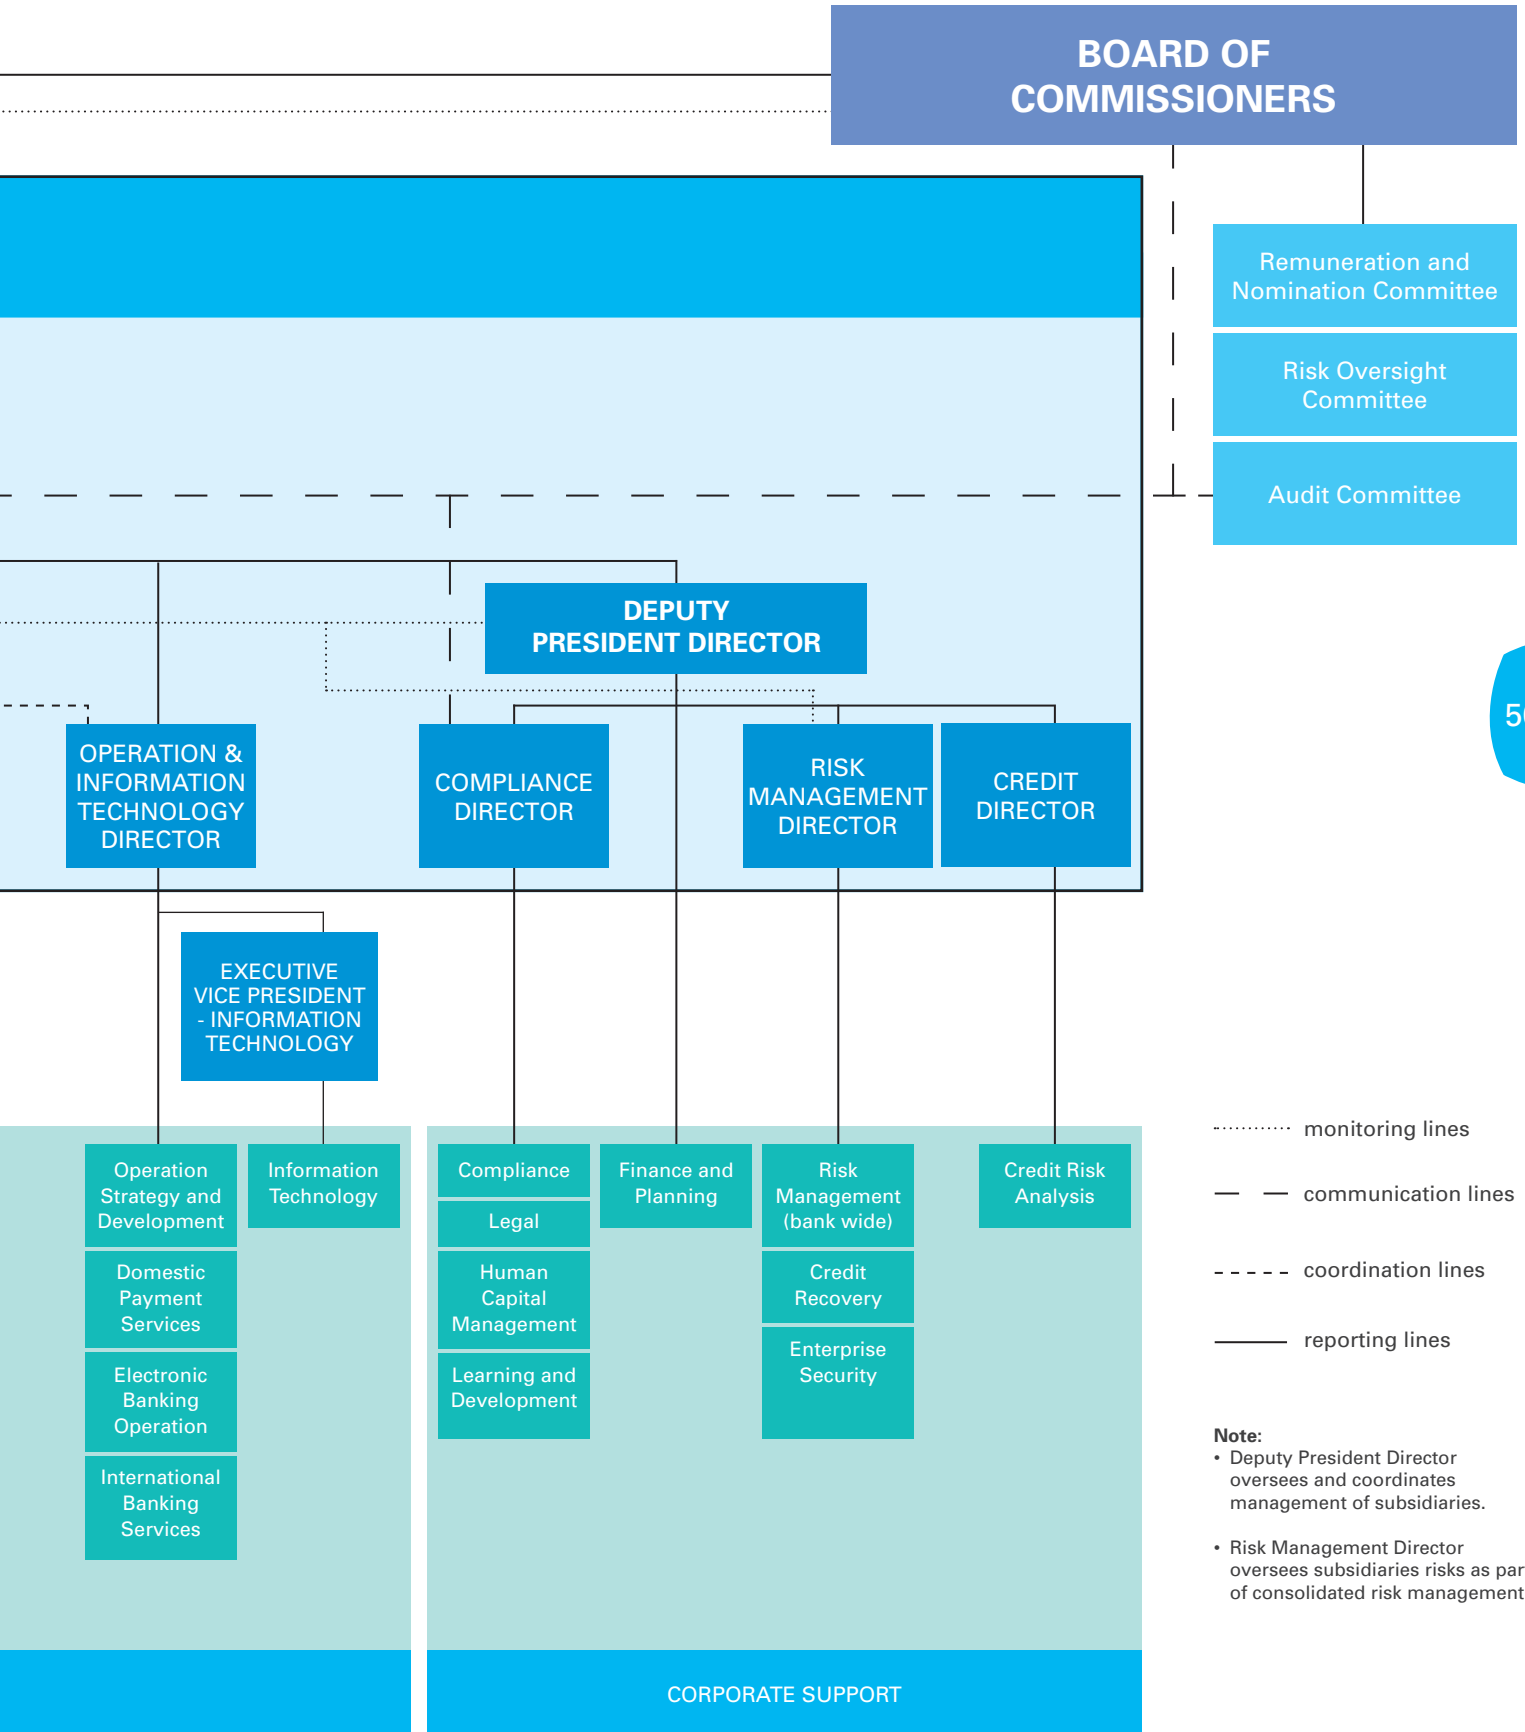 BOARD OF
COMMISSIONERS
Remuneration and
Nomination Committee
Risk Oversight
Committee
Audit Committee
DEPUTY
PRESIDENT DIRECTOR
OPERATION &
INFORMATION
TECHNOLOGY
DIRECTOR
COMPLIANCE
DIRECTOR
RISK
MANAGEMENT
DIRECTOR
CREDIT
DIRECTOR
EXECUTIVE
VICE PRESIDENT
- INFORMATION
TECHNOLOGY
Operation
Strategy and
Development
Domestic
Payment
Services
Electronic
Banking
Operation
International
Banking
Services
Information
Technology
Compliance
Legal
Human
Capital
Management
Learning and
Development
Finance and
Planning
Risk
Management
(bank wide)
Credit
Recovery
Enterprise
Security
Credit Risk
Analysis
CORPORATE SUPPORT
monitoring lines
communication lines
coordination lines
reporting lines
Note:
• Deputy President Director
oversees and coordinates
management of subsidiaries.
• Risk Management Director
oversees subsidiaries risks as par
of consolidated risk management